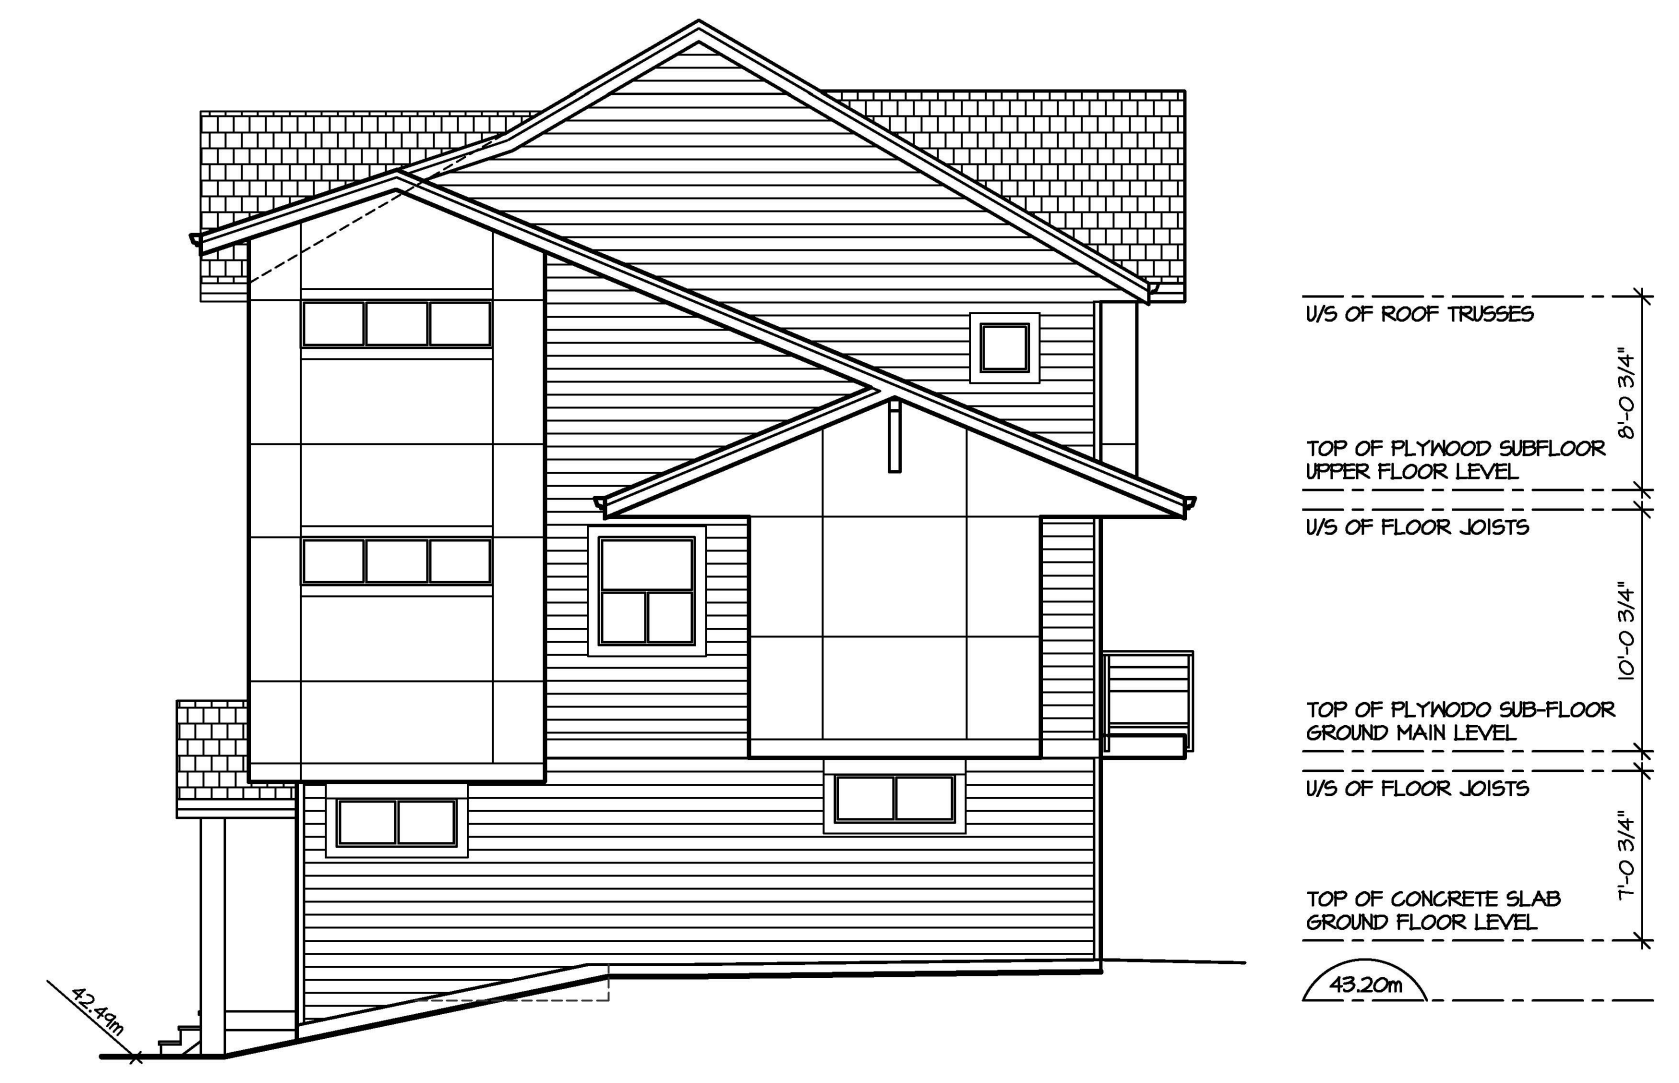 U/S OF ROOF TRUSSES
8'-0 3/4"
TOP OF PLYWOOD SUBFLOOR
UPPER FLOOR LEVEL
U/S OF FLOOR JOISTS
10'-0 3/4"
TOP OF PLYWODO SUB-FLOOR
GROUND MAIN LEVEL
U/S OF FLOOR JOISTS
7'-0 3/4"
TOP OF CONCRETE SLAB
GROUND FLOOR LEVEL
43.20m
42.49m